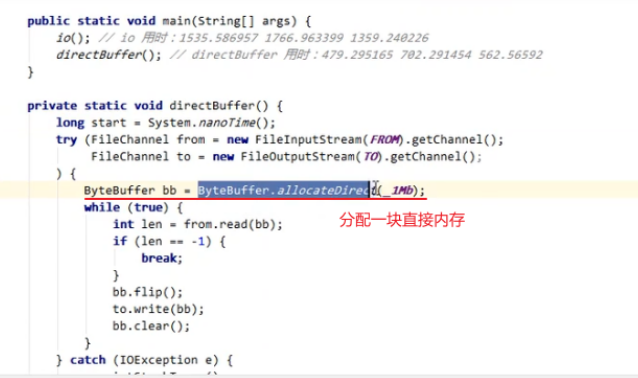 public static void main(String[] args) {
io(); // io 用时：1535.586957 1766.963399 1359.240226
directBuffer(); // directBuffer 用时：479.295165 702.291454 562.56592
}
private static void directBuffer() {
long start = System.nanoTime();
try (FileChannel from = new FileInputStream(FROM).getChannel();
FileChannel to = new FileOutputStream(TO).getChannel();
) {
ByteBuffer bb = ByteBuffer.allocateDirect(_1Mb);
while (true) {
分配一块直接内存
int len = from.read(bb);
if (len == -1) {
break;
}
bb.flip();
to.write(bb);
bb.clear();
}
} catch (IOException e) {